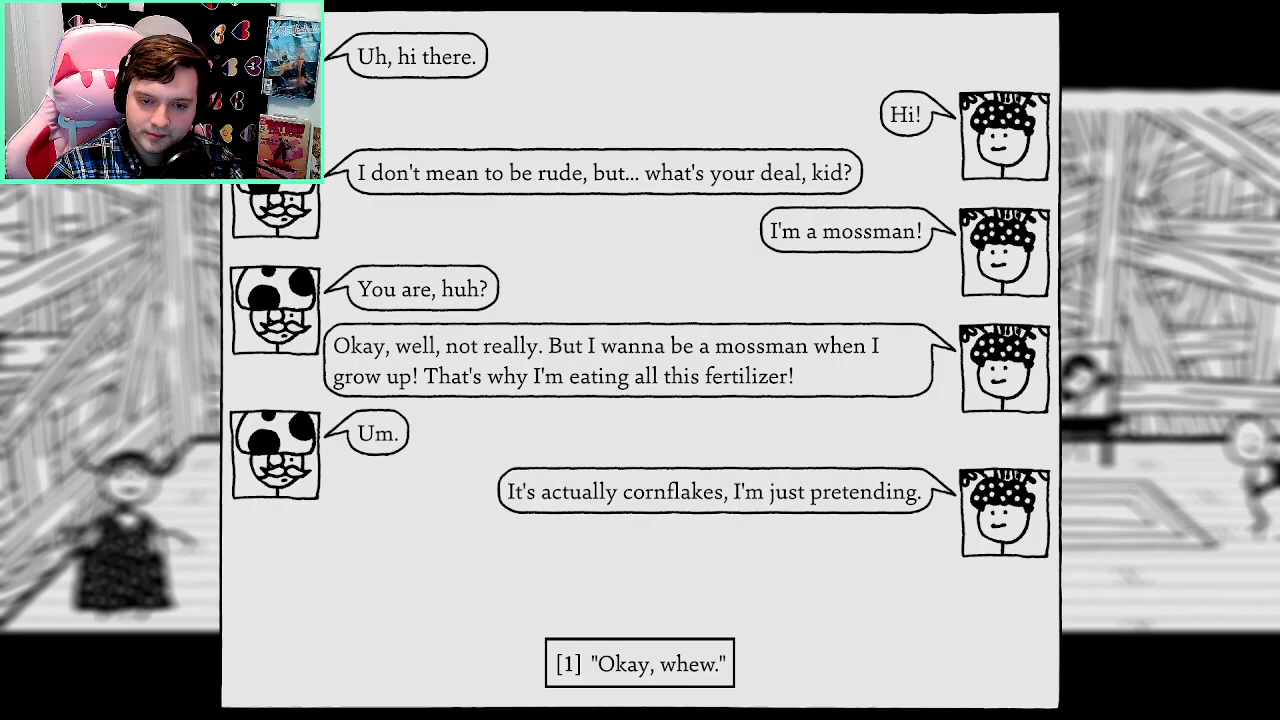 Uh, hi there.
Hi!
I don't mean to be rude, but... what's your deal, kid?
I'm a mossman!
You are, huh?
Okay, well, not really. But I wanna be a mossman when I
grow up! That's why I'm eating all this fertilizer!
Um.
It's actually cornflakes, I'm just pretending.
[1] "Okay, whew."